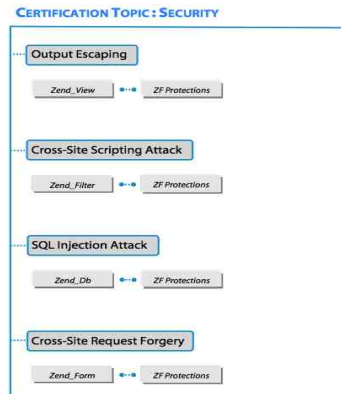 CERTIFICATION TOPIC: SECURITY
Output Escaping
Zend_View ZF Protections
Cross-Site Scripting Attack
Zend_Filter ZF Protections
SQL Injection Attack
Zend_Db ZF Protections
Cross-Site Request Forgery
Zend_Form ZF Protections